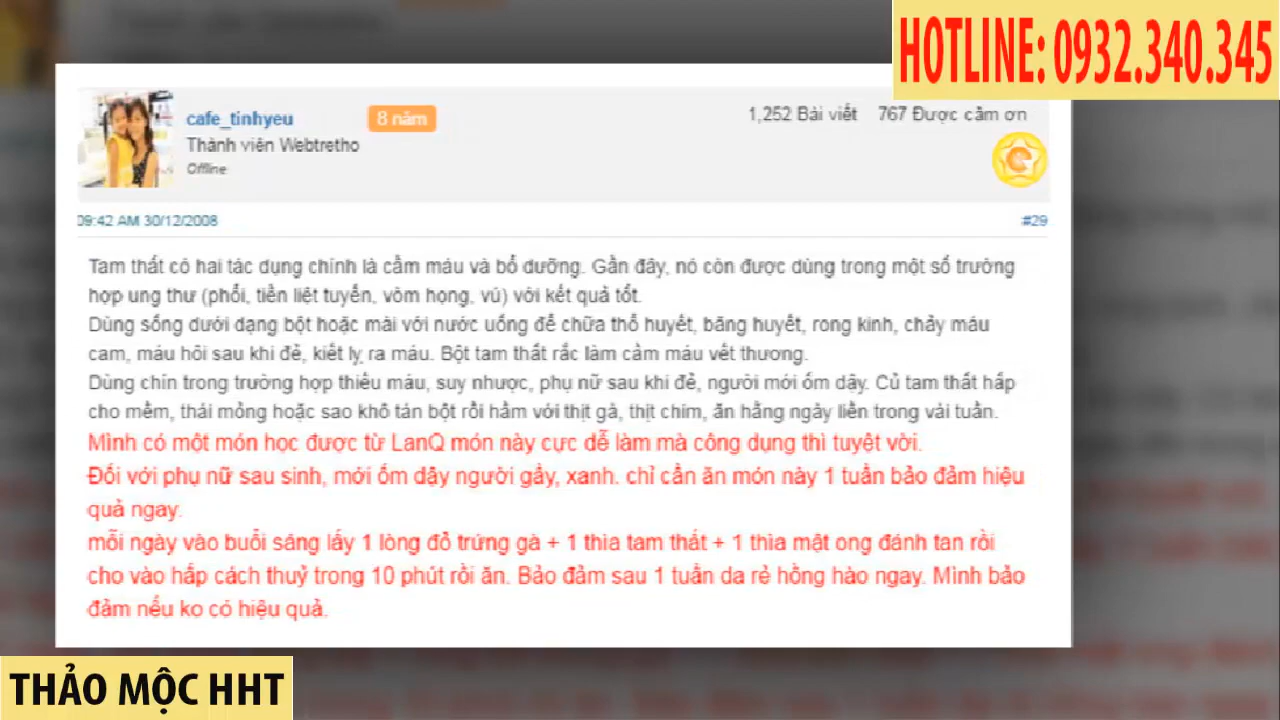 HOTLINE: 0932.340.345
cafe_tinhyeu 8 năm 1,252 Bài viết 767 Được cảm ơn
Thành viên Webtretho
Offline
09:42 AM 30/12/2008 #29
Tam thất có hai tác dụng chính là cầm máu và bổ dưỡng. Gần đây, nó còn được dùng trong một số trường
hợp ung thư (phổi, tiền liệt tuyến, vòm họng, vú) với kết quả tốt.
Dùng sống dưới dạng bột hoặc mài với nước uống để chữa thổ huyết, băng huyết, rong kinh, chảy máu
cam, máu hôi sau khi đẻ, kiết lỵ ra máu. Bột tam thất rắc làm cầm máu vết thương.
Dùng chín trong trường hợp thiếu máu, suy nhược, phụ nữ sau khi đẻ, người mới ốm dậy. Củ tam thất hấp
cho mềm, thái mỏng hoặc sao khô tán bột rồi hầm với thịt gà, thịt chim, ăn hằng ngày liền trong vài tuần.
Mình có một món học được từ LanQ món này cực dễ làm mà công dụng thì tuyệt vời.
Đối với phụ nữ sau sinh, mới ốm dậy người gầy, xanh. chỉ cần ăn món này 1 tuần bảo đảm hiệu
quả ngay.
mỗi ngày vào buổi sáng lấy 1 lòng đỏ trứng gà + 1 thìa tam thất + 1 thìa mật ong đánh tan rồi
cho vào hấp cách thuỷ trong 10 phút rồi ăn. Bảo đảm sau 1 tuần da rẻ hồng hào ngay. Mình bảo
đảm nếu ko có hiệu quả.
THẢO MỘC HHT